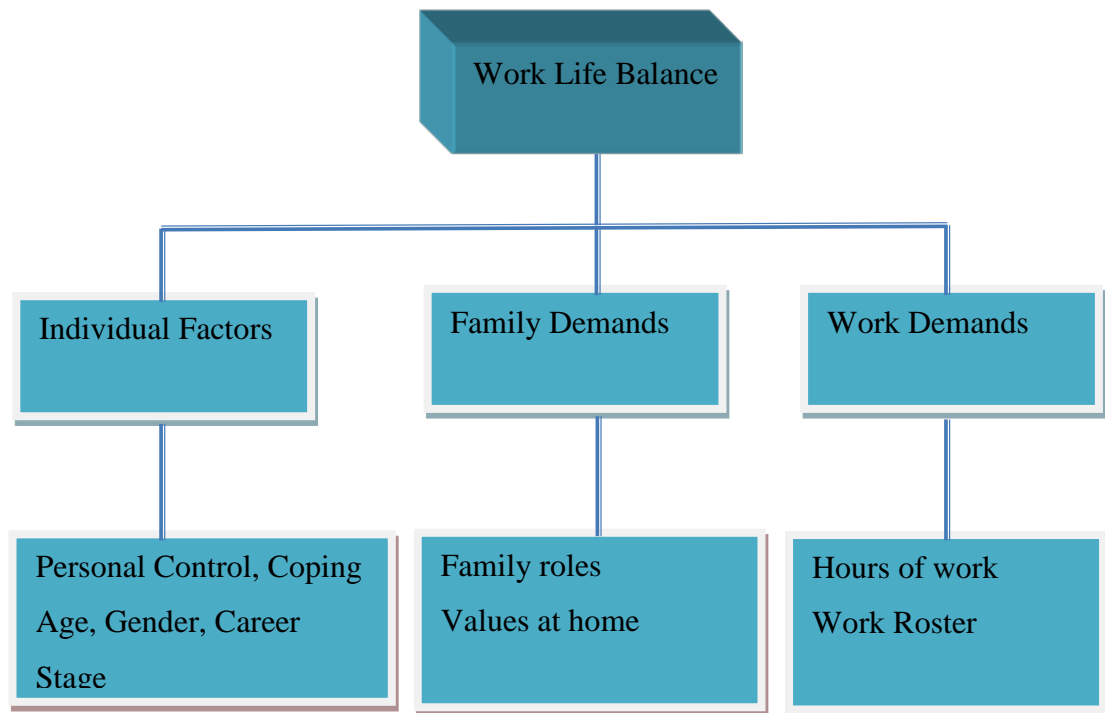 Work Life Balance
Individual Factors
Family Demands
Work Demands
Personal Control, Coping
Age, Gender, Career
Stage
Family roles
Values at home
Hours of work
Work Roster